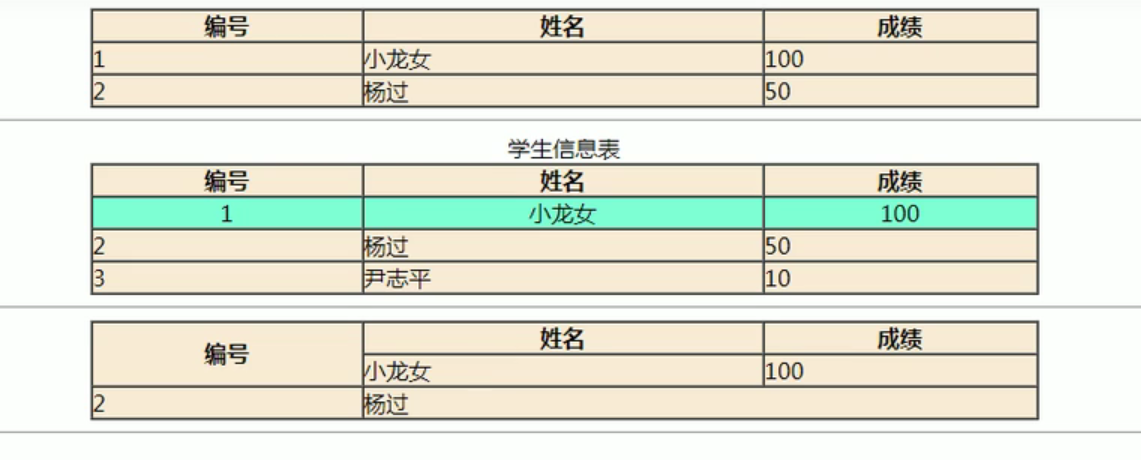 编号 姓名 成绩
1 小龙女 100
2 杨过 50
学生信息表
编号 姓名 成绩
1 小龙女 100
2 杨过 50
3 尹志平 10
编号 姓名 成绩
小龙女 100
2 杨过